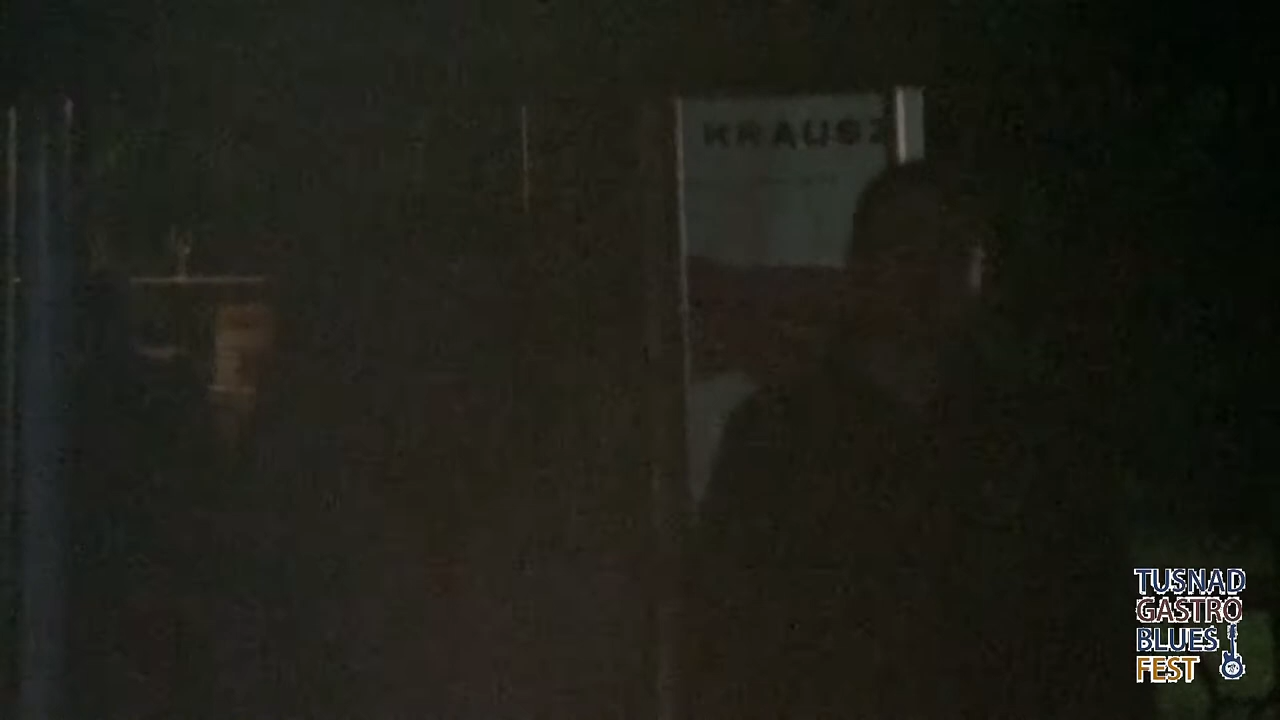 KRAUSZ
TUSNAD
GASTRO
BLUES
FEST